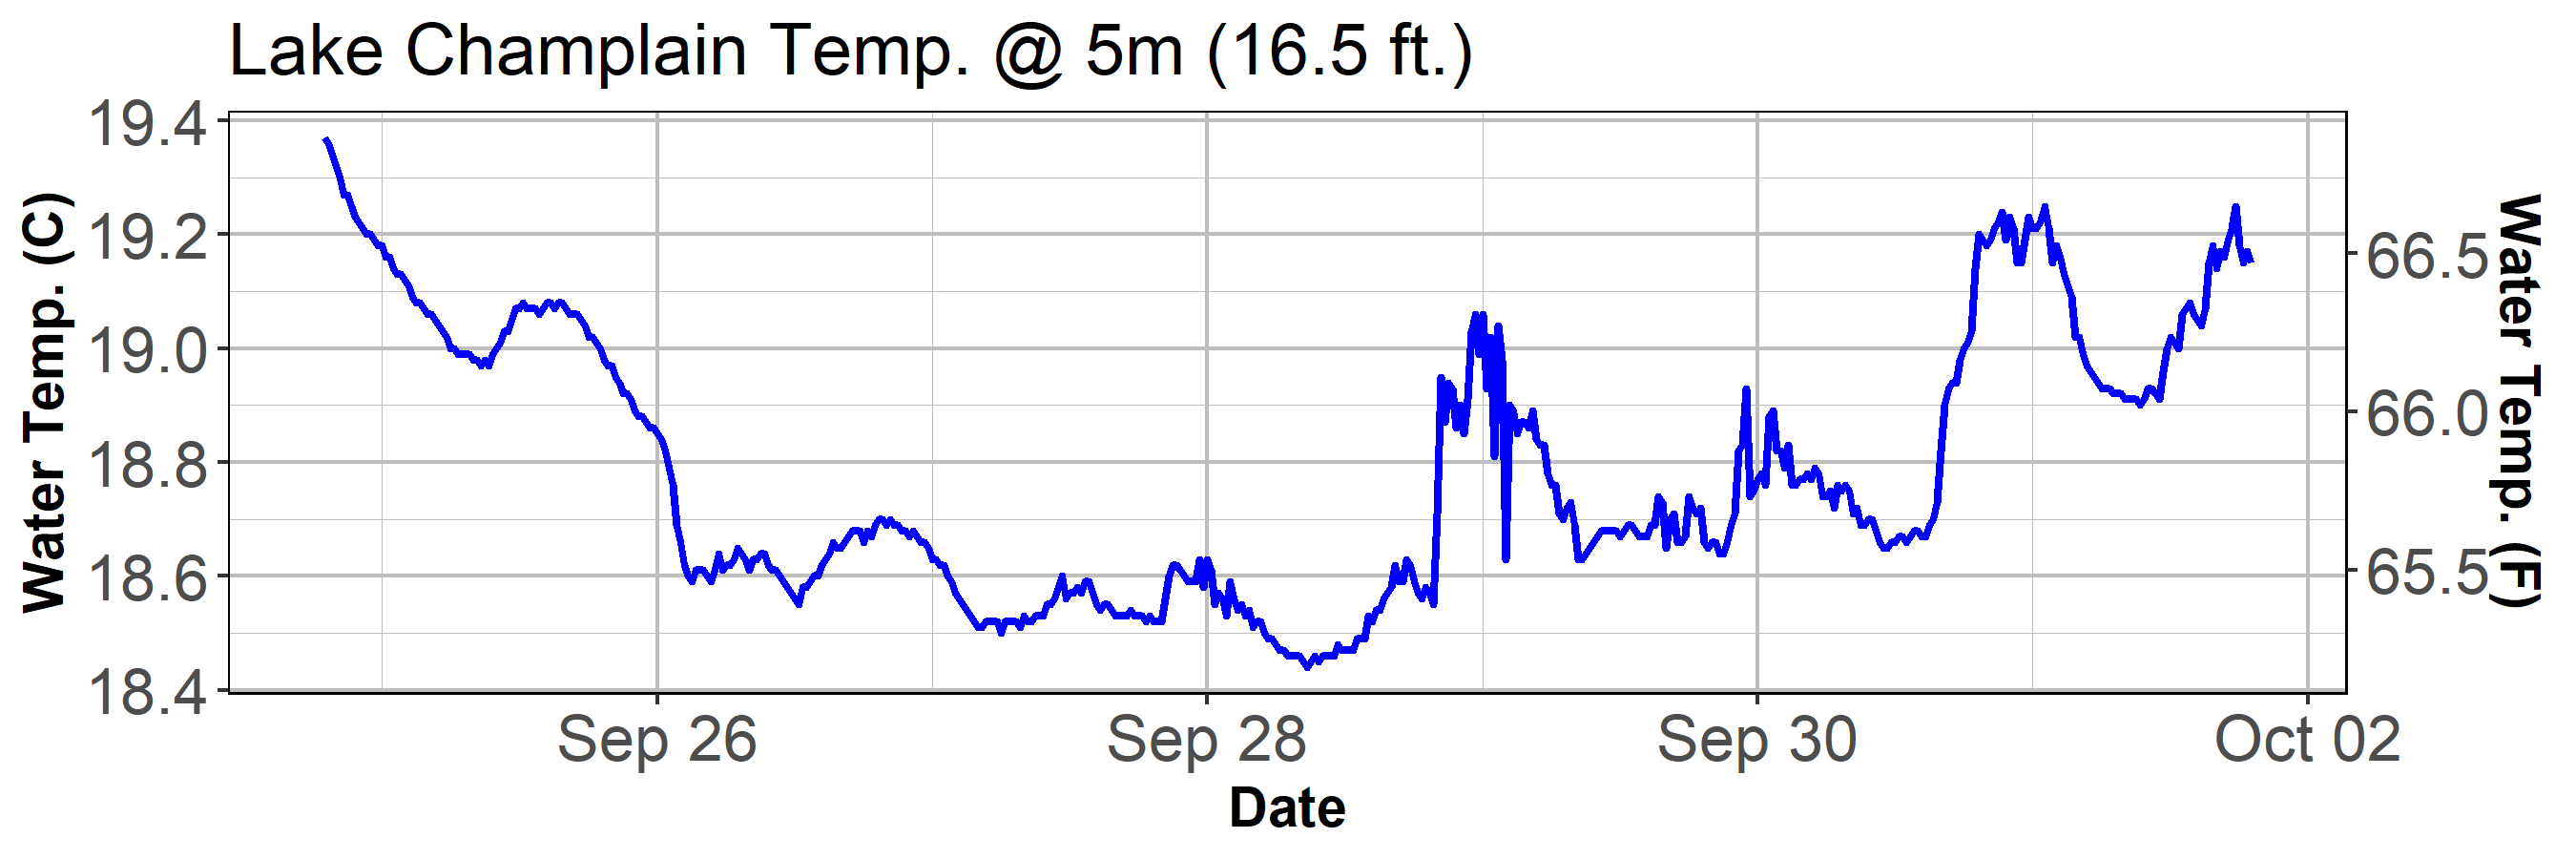 Lake Champlain Temp. @ 5m (16.5 ft.)
Water Temp. (C)
19.4
19.2
19.0
18.8
18.6
18.4
66.5
66.0
65.5
Water Temp. (F)
Sep 26
Sep 28
Sep 30
Oct 02
Date